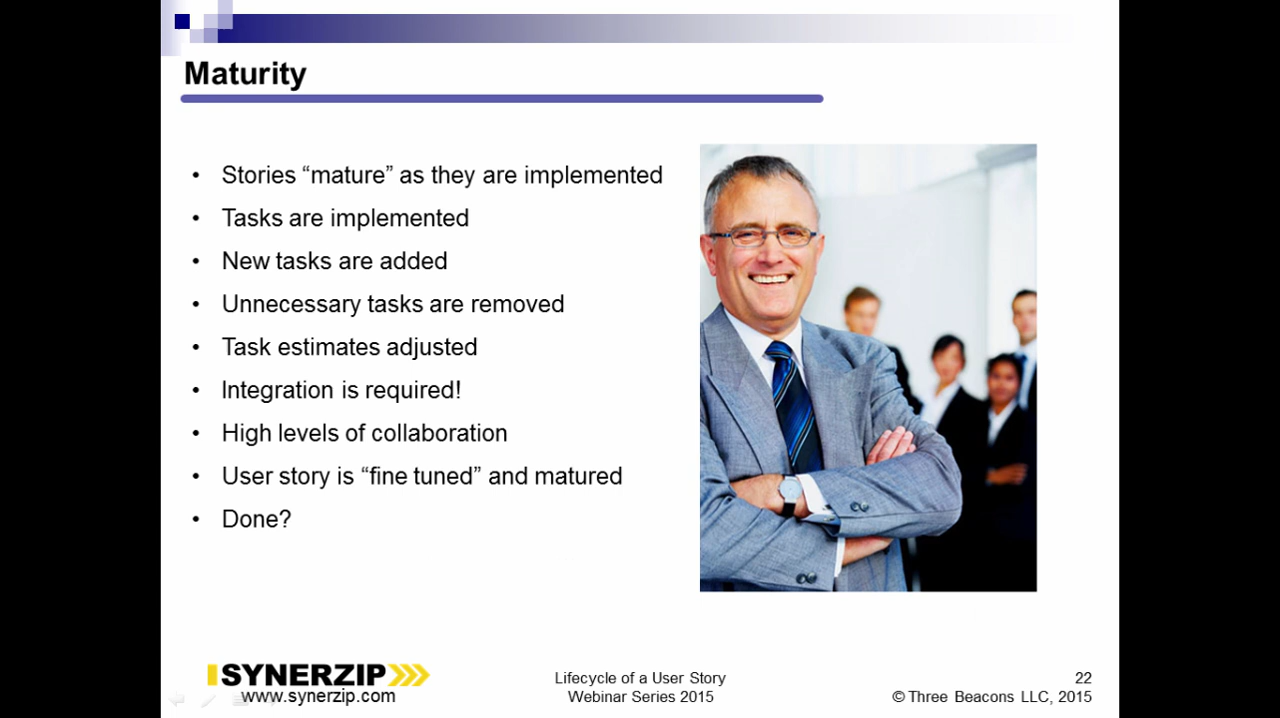 Maturity
• Stories “mature” as they are implemented
• Tasks are implemented
• New tasks are added
• Unnecessary tasks are removed
• Task estimates adjusted
• Integration is required!
• High levels of collaboration
• User story is “fine tuned” and matured
• Done?
SYNERZIP
www.synerzip.com
Lifecycle of a User Story
Webinar Series 2015
22
© Three Beacons LLC, 2015